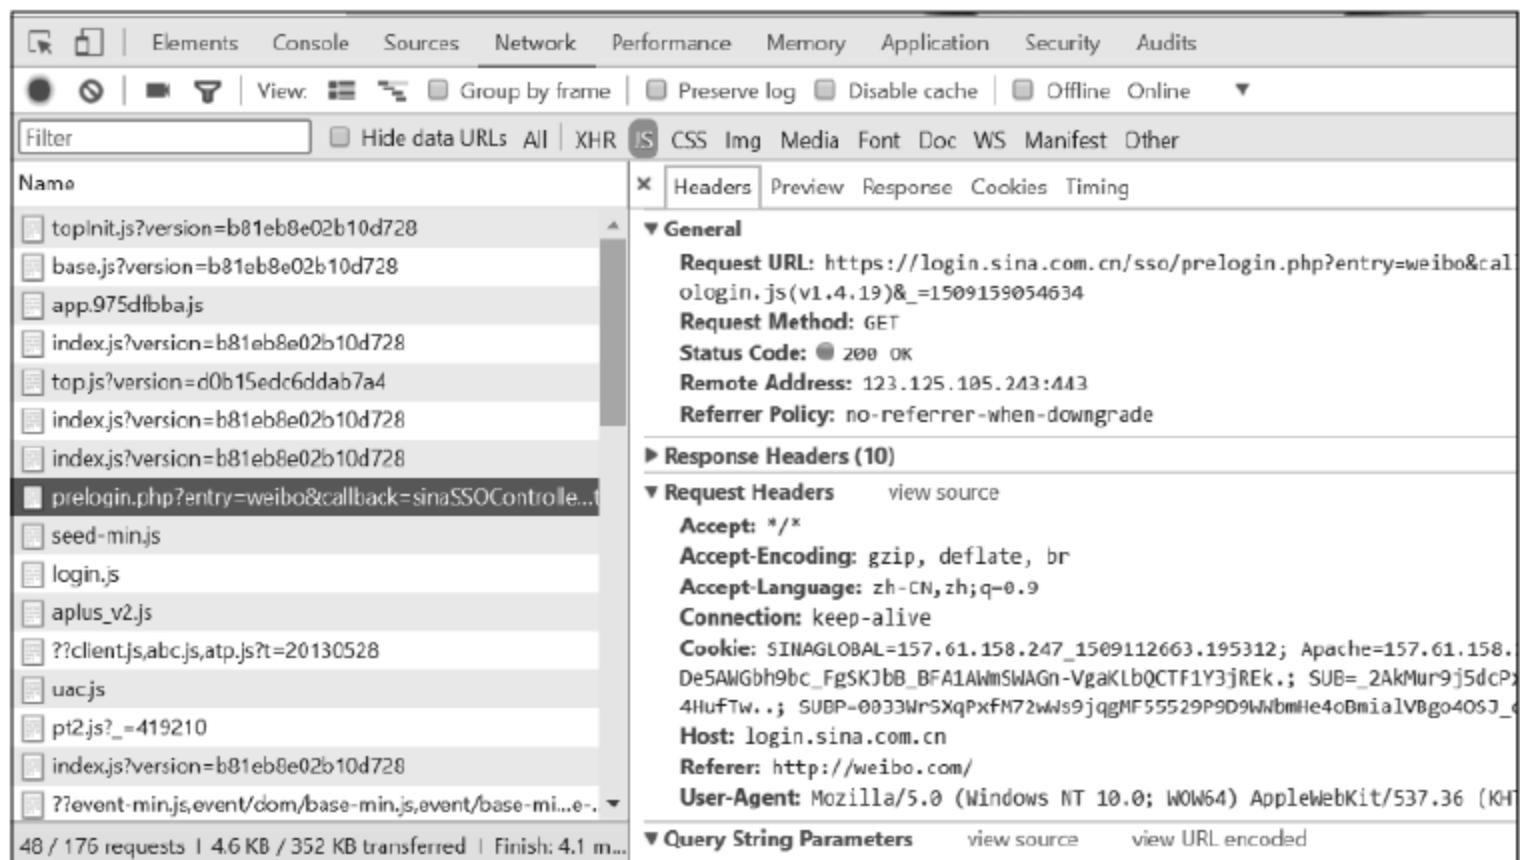 Elements Console Sources Network Performance Memory Application Security Audits
View: Group by frame Preserve log Disable cache Offline Online
Filter Hide data URLs All XHR JS CSS Img Media Font Doc WS Manifest Other
Name
topInit.js?version=b81eb8e02b10d728
base.js?version=b81eb8e02b10d728
app.975dfbba.js
index.js?version=b81eb8e02b10d728
top.js?version=d0b15edc6ddab7a4
index.js?version=b81eb8e02b10d728
index.js?version=b81eb8e02b10d728
prelogin.php?entry=weibo&callback=sinaSSOControlle...t
seed-min.js
login.js
aplus_v2.js
??client.js,abc.js,atp.js?t=20130528
uac.js
pt2.js?_=419210
index.js?version=b81eb8e02b10d728
??event-min.js,event/dom/base-min.js,event/base-mi...e-.
48 / 176 requests | 4.6 KB / 352 KB transferred | Finish: 4.1 m...
× Headers Preview Response Cookies Timing
General
Request URL: https://login.sina.com.cn/sso/prelogin.php?entry=weibo&cal
ologin.js(v1.4.19)&_=1509159054634
Request Method: GET
Status Code: 200 OK
Remote Address: 123.125.105.243:443
Referrer Policy: no-referrer-when-downgrade
Response Headers (10)
Request Headers view source
Accept: */*
Accept-Encoding: gzip, deflate, br
Accept-Language: zh-CN,zh;q=0.9
Connection: keep-alive
Cookie: SINAGLOBAL=157.61.158.247_1509112663.195312; Apache=157.61.158.
De5AWGbh9bc_FgSKJbB_BFA1AWmSWAGn-VgaKLbQCTF1Y3jREk.; SUB=_2AkMur9j5dcP
4HufTw..; SUBP=0033WrSXqPxfM72wWs9jqgMF55529P9D9WWbmHe4oBmialVBgo4OSJ_
Host: login.sina.com.cn
Referer: http://weibo.com/
User-Agent: Mozilla/5.0 (Windows NT 10.0; WOW64) AppleWebKit/537.36 (KH
Query String Parameters view source view URL encoded